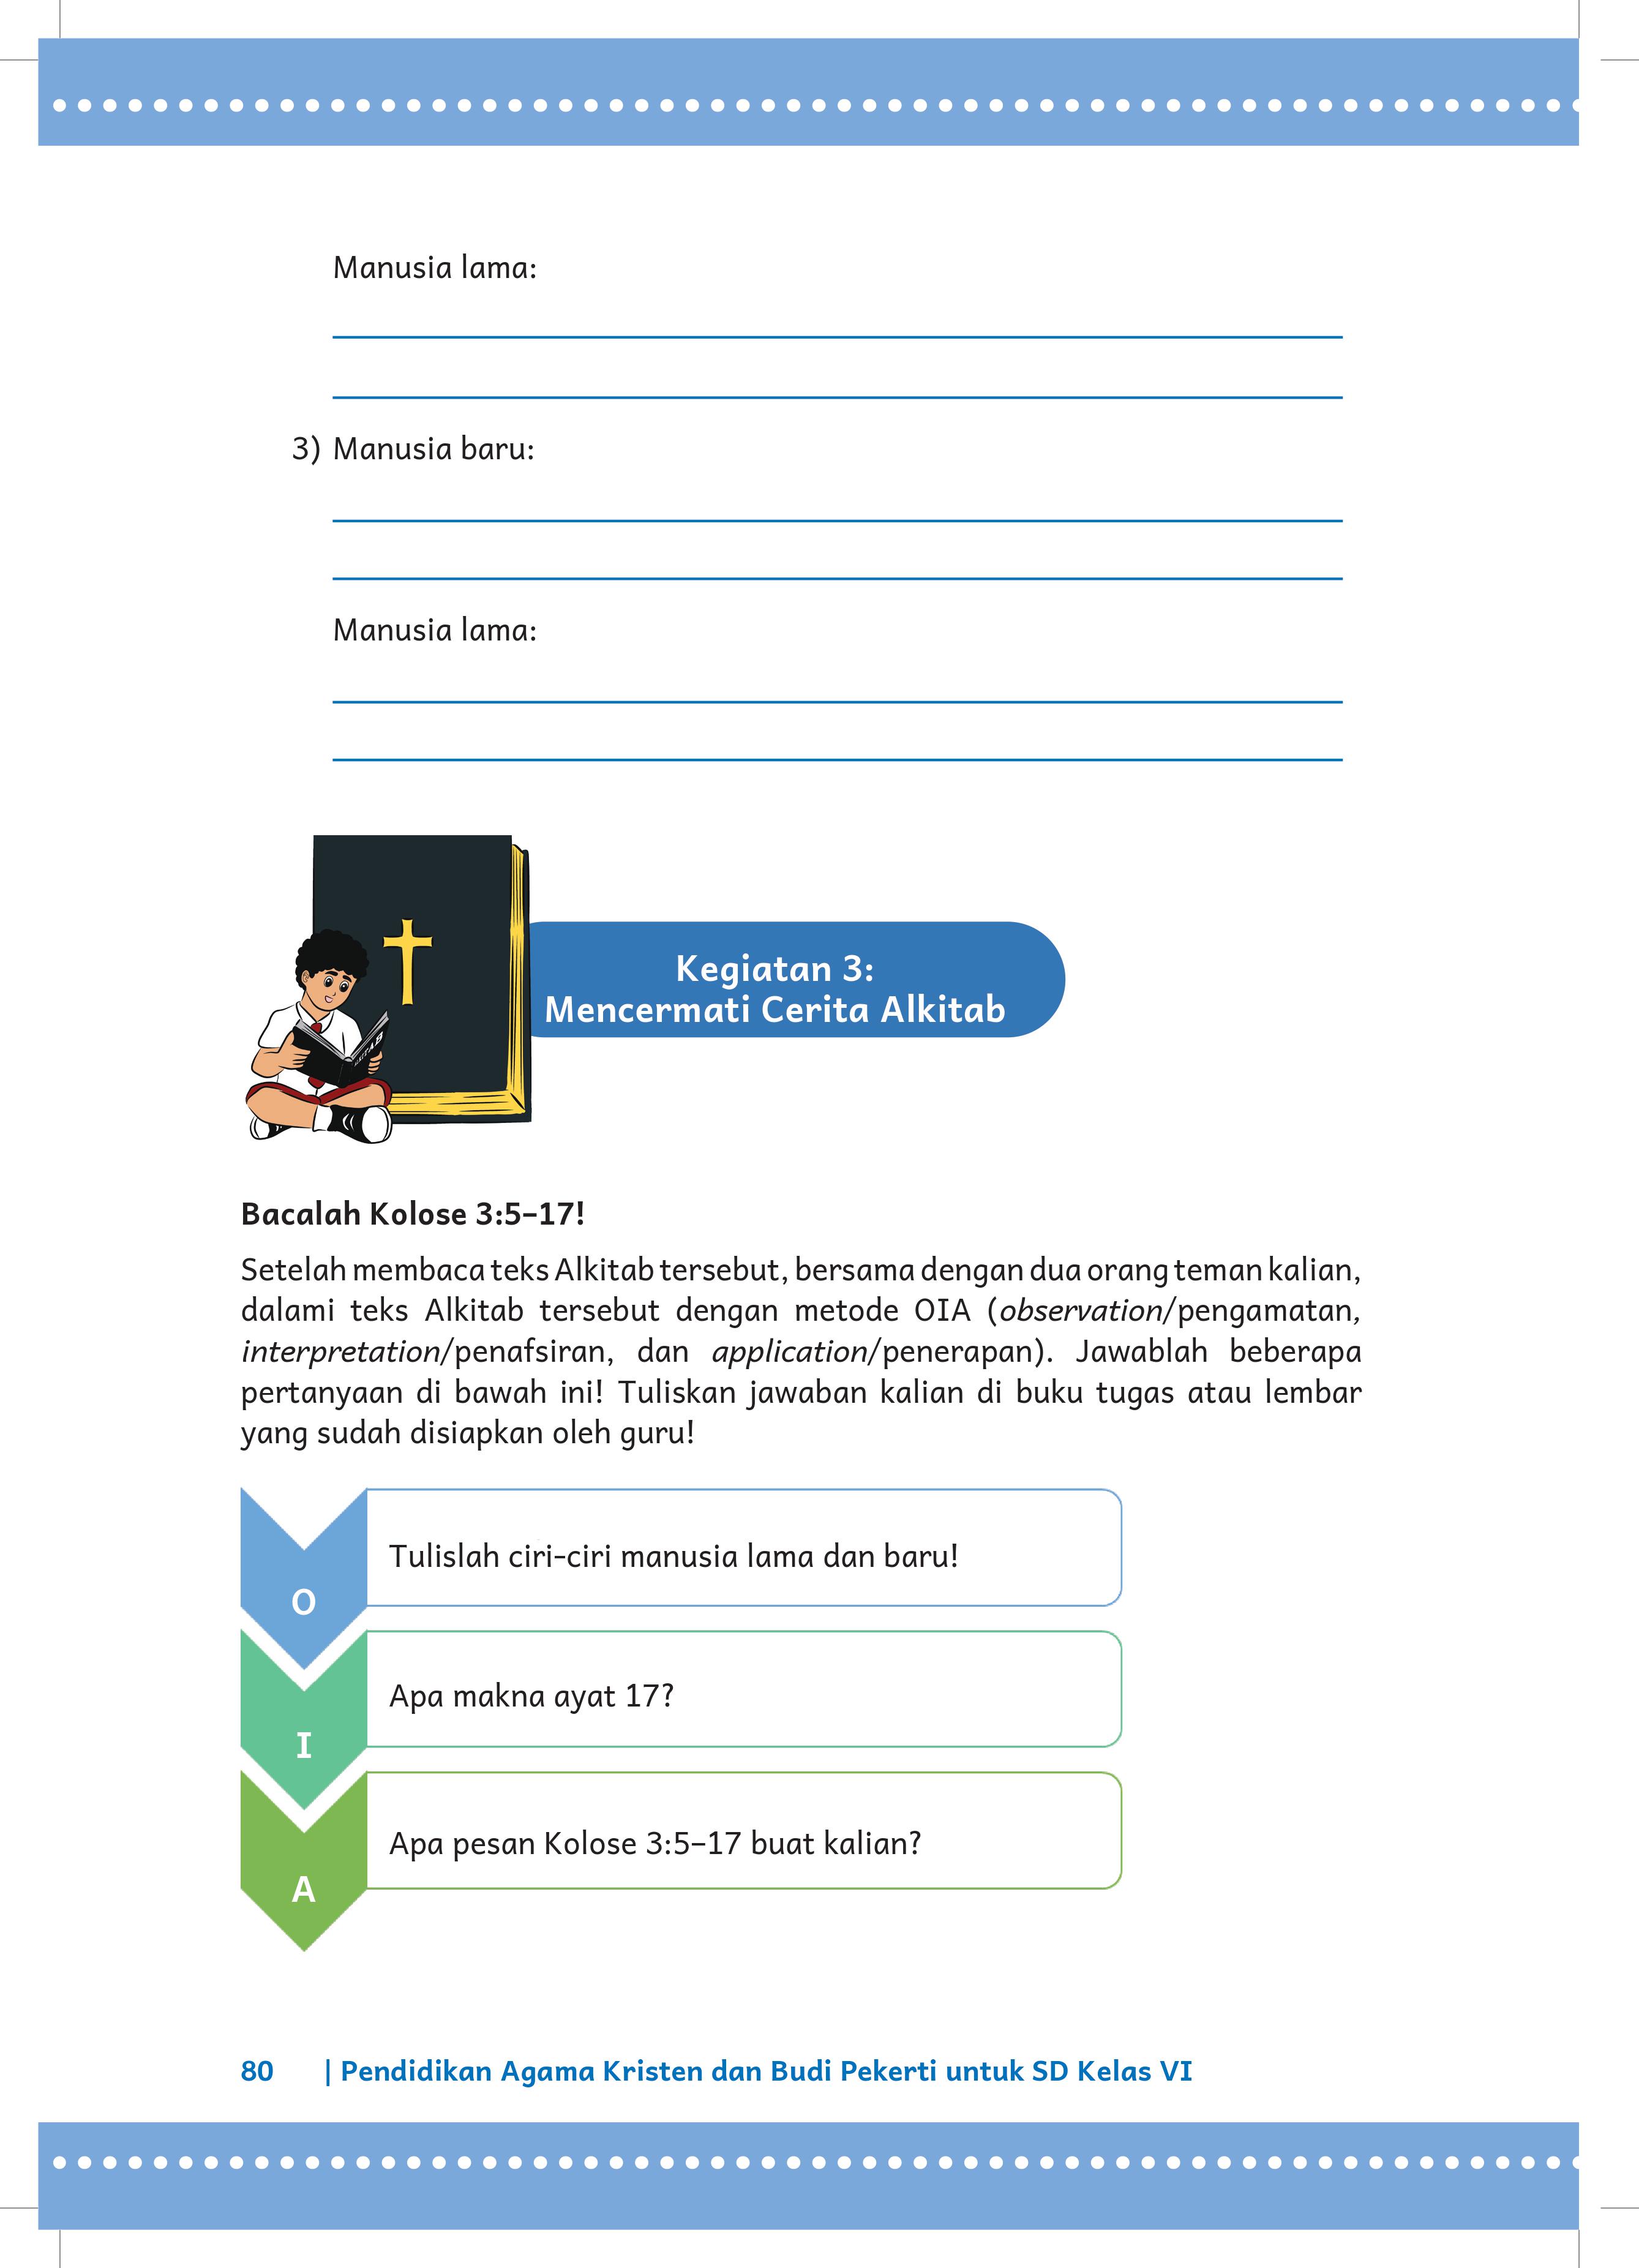 Manusia lama:
3) Manusia baru:
Manusia lama:
ALKITAB
Kegiatan 3:
Mencermati Cerita Alkitab
Bacalah Kolose 3:5–17!
Setelah membaca teks Alkitab tersebut, bersama dengan dua orang teman kalian,
dalami teks Alkitab tersebut dengan metode OIA (observation/pengamatan,
interpretation/penafsiran, dan application/penerapan). Jawablah beberapa
pertanyaan di bawah ini! Tuliskan jawaban kalian di buku tugas atau lembar
yang sudah disiapkan oleh guru!
Tulislah ciri-ciri manusia lama dan baru!
O
Apa makna ayat 17?
I
Apa pesan Kolose 3:5–17 buat kalian?
A
80 | Pendidikan Agama Kristen dan Budi Pekerti untuk SD Kelas VI